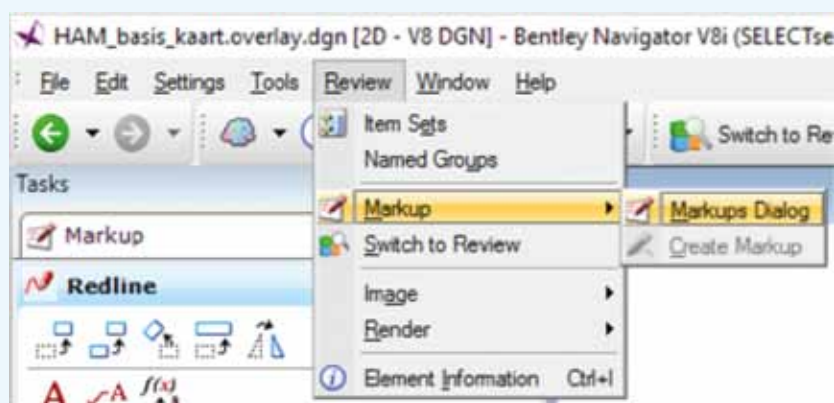 HAM_basis_kaart.overlay.dgn [2D - V8 DGN] - Bentley Navigator V8i (SELECTse
File Edit Settings Tools Review Window Help
Item Sets
Switch to Re
Named Groups
Tasks
Markup
Markups Dialog
Markup
Switch to Review
Create Markup
Redline
Image
Render
Element Information Ctrl+I
A A f(x)